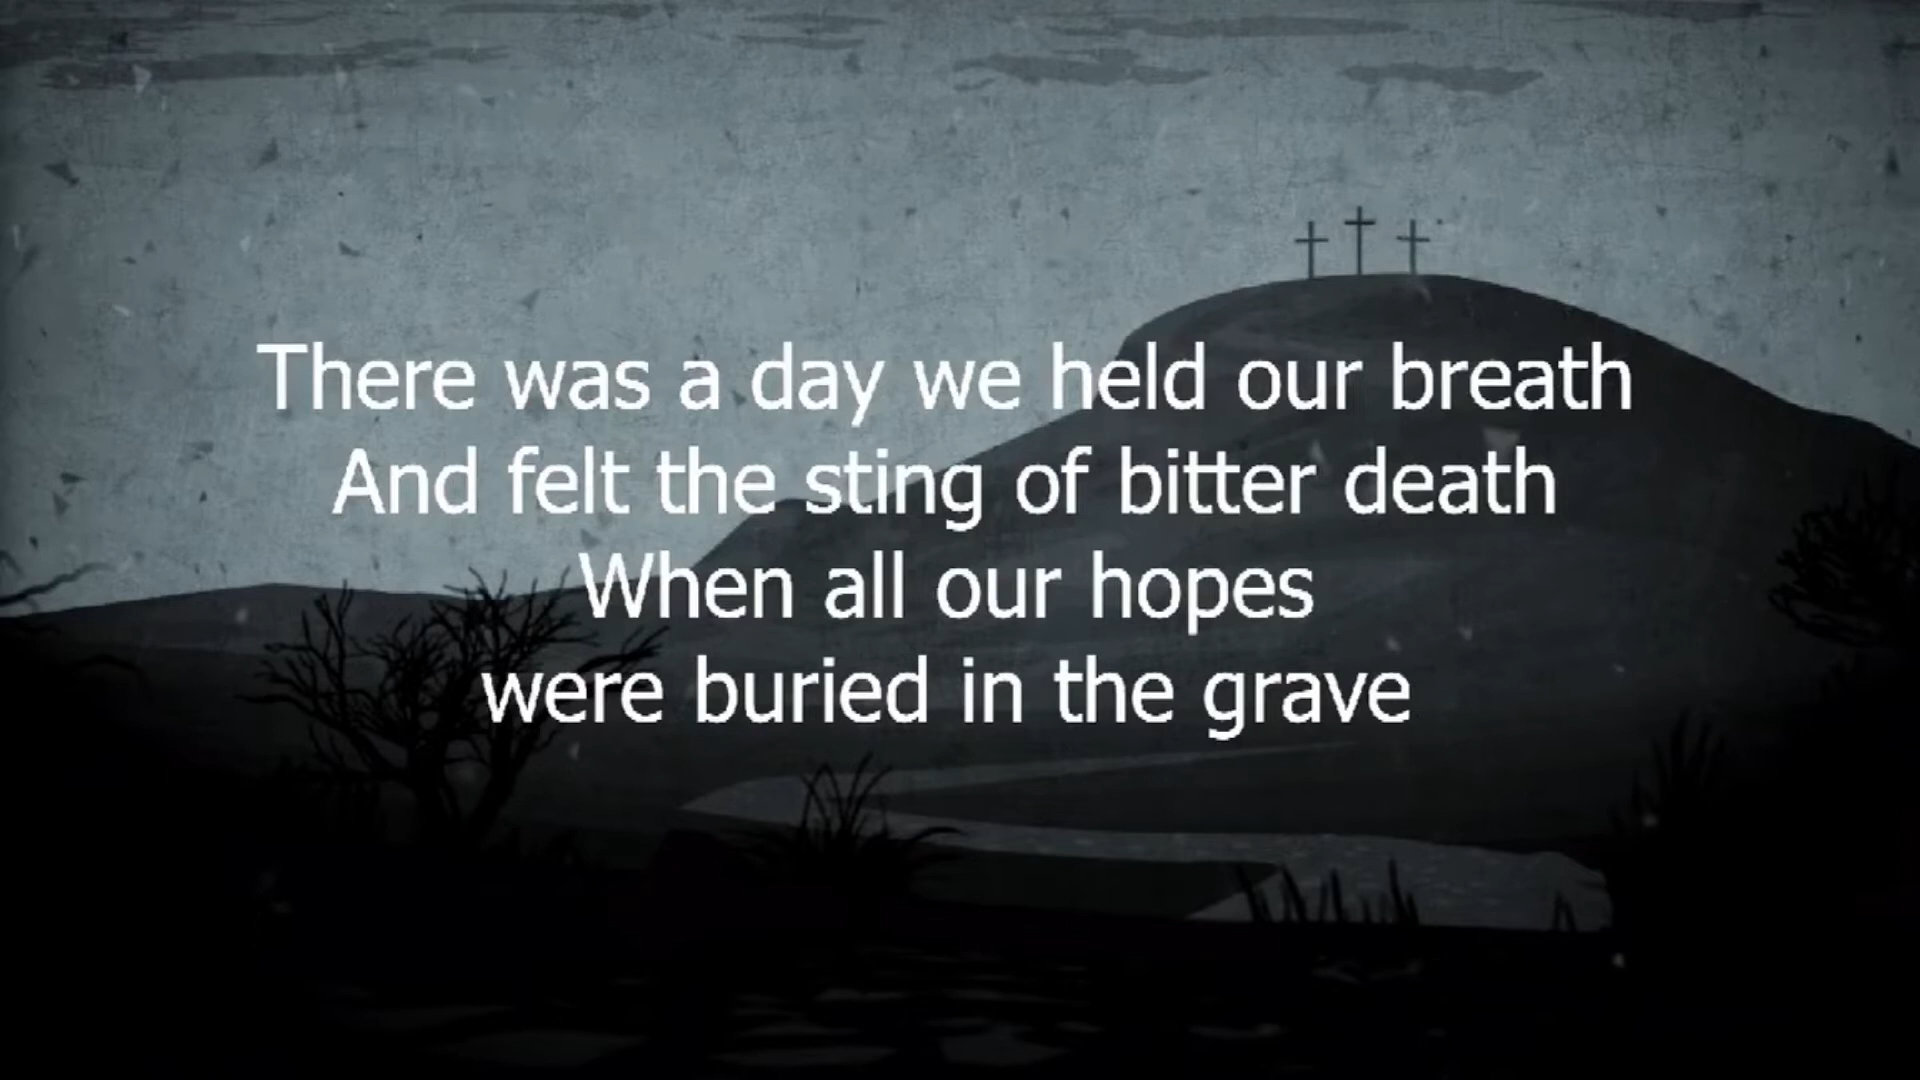 There was a day we held our breath
And felt the sting of bitter death
When all our hopes
were buried in the grave